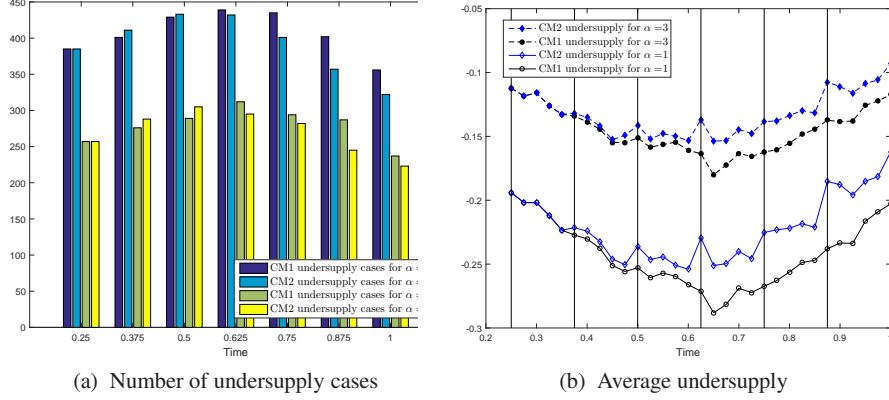 450
400
350
300
250
200
150
100
50
0
0.25 0.375 0.5 0.625 0.75 0.875 1
Time
CM1 undersupply cases for α =
CM2 undersupply cases for α =
CM1 undersupply cases for α =
CM2 undersupply cases for α =
(a) Number of undersupply cases
-0.05
-0.1
-0.15
-0.2
-0.25
-0.3
0.2 0.3 0.4 0.5 0.6 0.7 0.8 0.9 1
Time
CM2 undersupply for α =3
CM1 undersupply for α =3
CM2 undersupply for α =1
CM1 undersupply for α =1
(b) Average undersupply